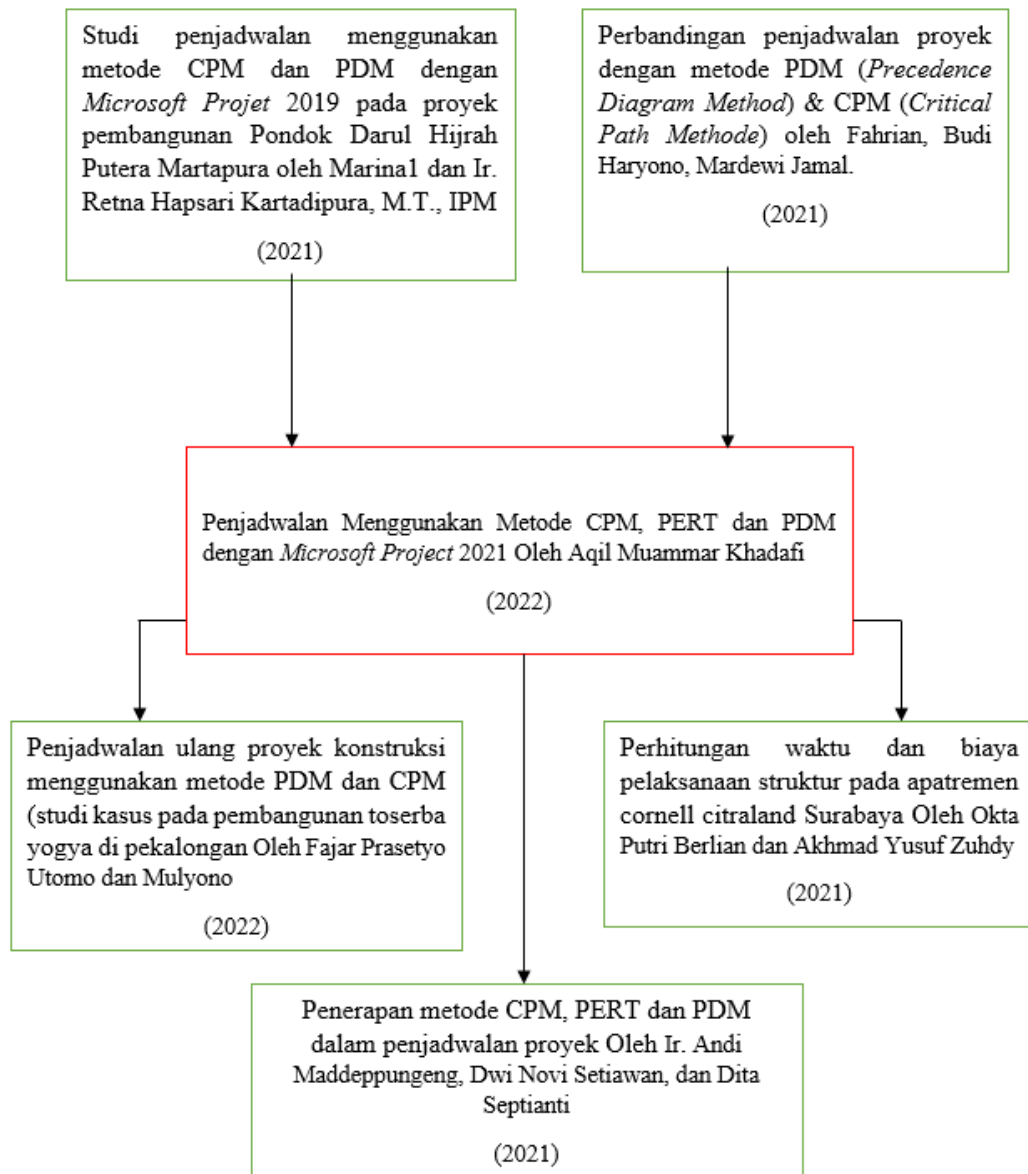 Studi penjadwalan menggunakan
metode CPM dan PDM dengan
Microsoft Projet 2019 pada proyek
pembangunan Pondok Darul Hijrah
Putera Martapura oleh Marina1 dan Ir.
Retna Hapsari Kartadipura, M.T., IPM
(2021)
Perbandingan penjadwalan proyek
dengan metode PDM (Precedence
Diagram Method) & CPM (Critical
Path Methode) oleh Fahrian, Budi
Haryono, Mardewi Jamal.
(2021)
Penjadwalan Menggunakan Metode CPM, PERT dan PDM
dengan Microsoft Project 2021 Oleh Aqil Muammar Khadafi
(2022)
Penjadwalan ulang proyek konstruksi
menggunakan metode PDM dan CPM
(studi kasus pada pembangunan toserba
yogya di pekalongan Oleh Fajar Prasetyo
Utomo dan Mulyono
(2022)
Perhitungan waktu dan biaya
pelaksanaan struktur pada apatremen
cornell citraland Surabaya Oleh Okta
Putri Berlian dan Akhmad Yusuf Zuhdy
(2021)
Penerapan metode CPM, PERT dan PDM
dalam penjadwalan proyek Oleh Ir. Andi
Maddeppungeng, Dwi Novi Setiawan, dan Dita
Septianti
(2021)